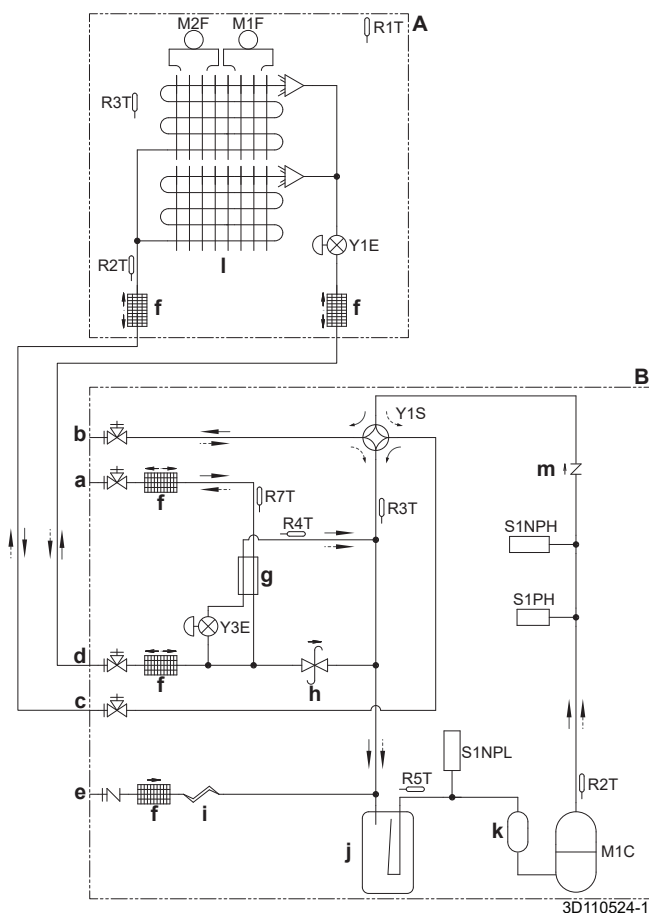 M2F M1F
R1T
A
R3T
Y1E
R2T
l
f
f
B
Y1S
b
m
a
f
R7T
R3T
R4T
S1NPH
g
S1PH
Y3E
d
f
h
c
S1NPL
R5T
R2T
e
f
i
k
j
M1C
3D110524-1